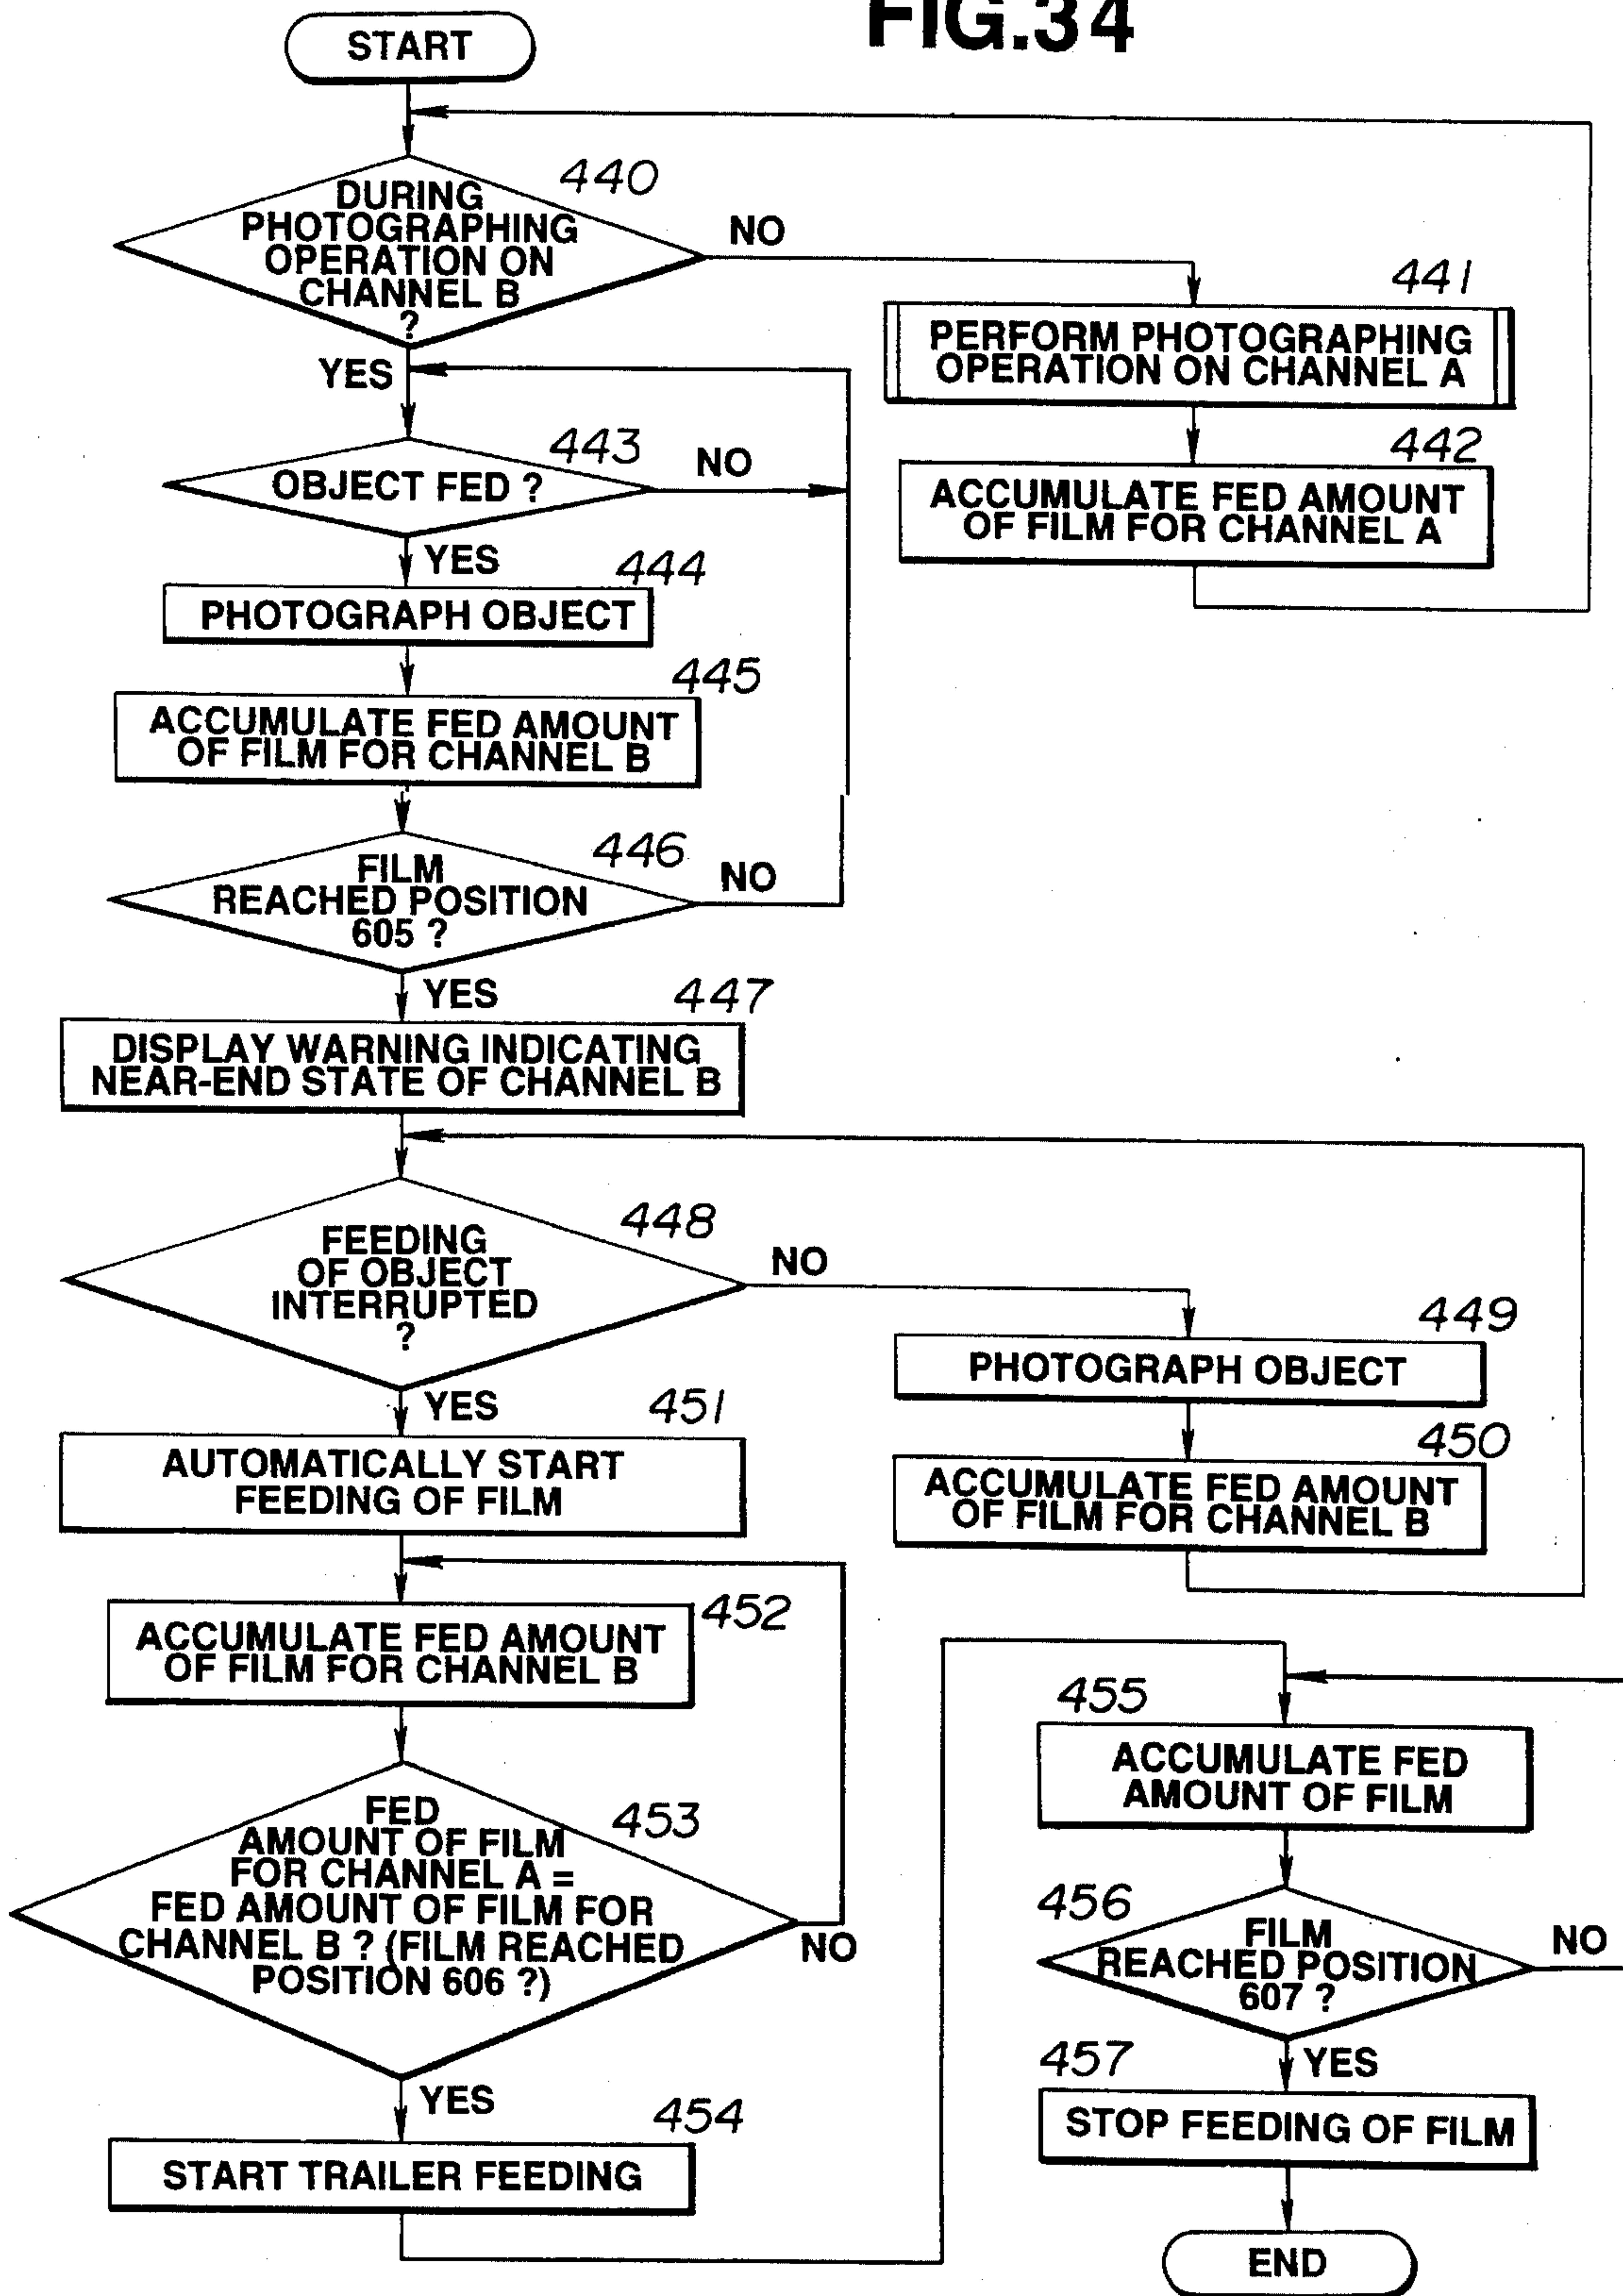 FIG.34
START
440
DURING
PHOTOGRAPHING
OPERATION ON
CHANNEL B
?
NO
YES
441
PERFORM PHOTOGRAPHING
OPERATION ON CHANNEL A
442
ACCUMULATE FED AMOUNT
OF FILM FOR CHANNEL A
443
OBJECT FED ?
NO
YES
444
PHOTOGRAPH OBJECT
445
ACCUMULATE FED AMOUNT
OF FILM FOR CHANNEL B
446
FILM
REACHED POSITION
605 ?
NO
YES
447
DISPLAY WARNING INDICATING
NEAR-END STATE OF CHANNEL B
448
FEEDING
OF OBJECT
INTERRUPTED
?
NO
YES
449
PHOTOGRAPH OBJECT
450
ACCUMULATE FED AMOUNT
OF FILM FOR CHANNEL B
451
AUTOMATICALLY START
FEEDING OF FILM
452
ACCUMULATE FED AMOUNT
OF FILM FOR CHANNEL B
453
FED
AMOUNT OF FILM
FOR CHANNEL A =
FED AMOUNT OF FILM FOR
CHANNEL B ? (FILM REACHED
POSITION 606 ?)
NO
YES
454
START TRAILER FEEDING
455
ACCUMULATE FED
AMOUNT OF FILM
456
FILM
REACHED POSITION
607 ?
NO
YES
457
STOP FEEDING OF FILM
END